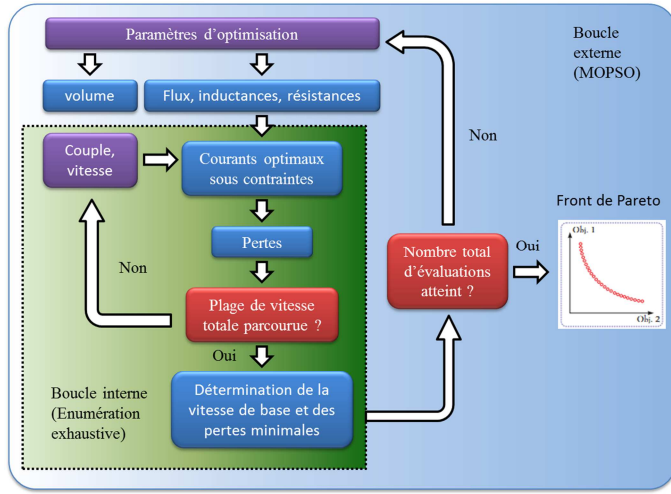 Paramètres d'optimisation
Boucle
externe
(MOPSO)
volume
Flux, inductances, résistances
Couple,
vitesse
Courants optimaux
sous contraintes
Non
Pertes
Non
Plage de vitesse
totale parcourue ?
Oui
Détermination de la
vitesse de base et des
pertes minimales
Boucle interne
(Enumération
exhaustive)
Nombre total
d'évaluations
atteint ?
Oui
Front de Pareto
Obj. 1
Obj. 2